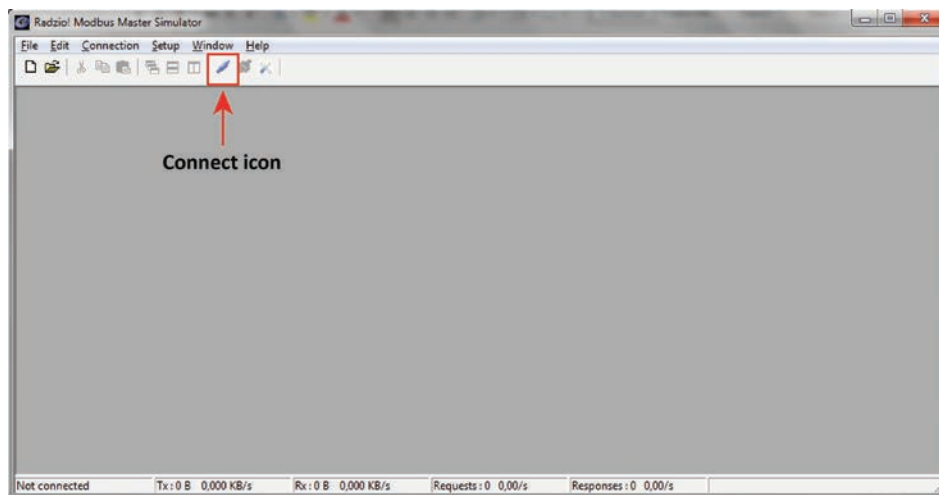 Radzio! Modbus Master Simulator
File Edit Connection Setup Window Help
Connect icon
Not connected Tx : 0 B 0,000 KB/s Rx : 0 B 0,000 KB/s Requests : 0 0,00/s Responses : 0 0,00/s